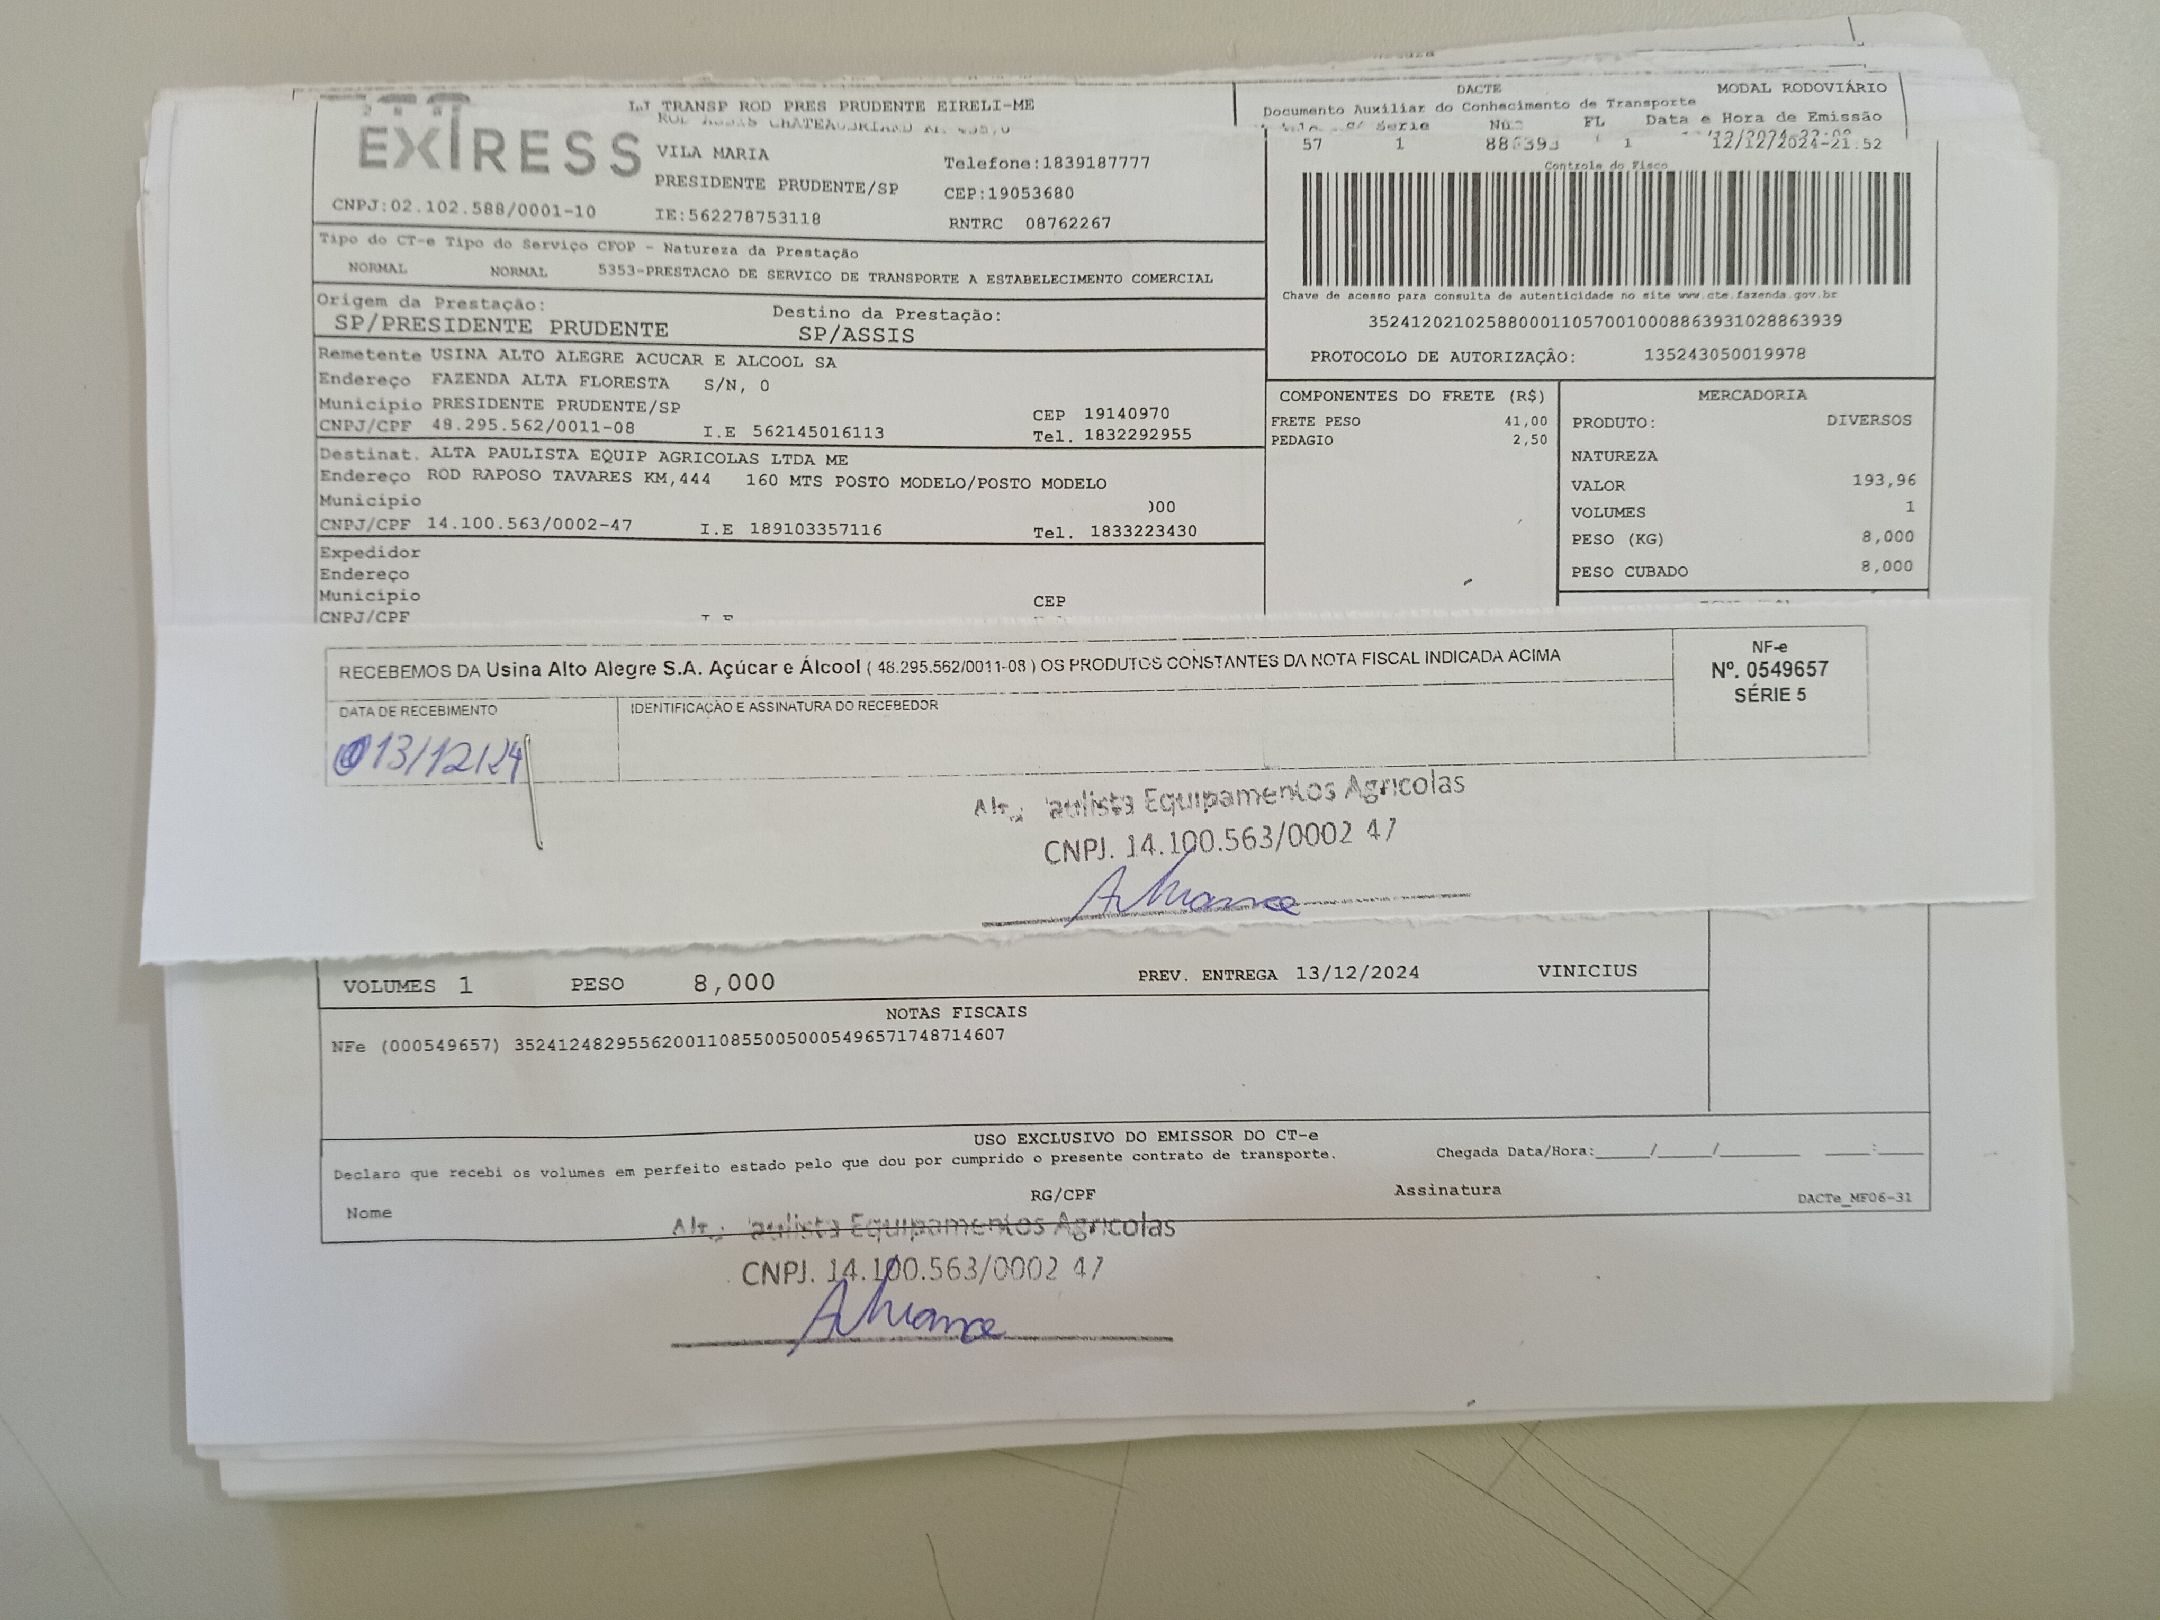 EXTRESS
LJ TRANSP ROD PRES PRUDENTE EIRELI-ME
VILA MARIA
Telefone:1839187777
PRESIDENTE PRUDENTE/SP
CEP:19053680
CNPJ:02.102.588/0001-10
IE:562278753118
RNTRC 08762267
DACTE
MODAL RODOVIÁRIO
Documento Auxiliar do Conhecimento de Transporte
Série FL Data e Hora de Emissão
57 1 1 12/12/2024-21:52
Controle do Fisco
Chave de acesso para consulta de autenticidade no site www.cte.fazenda.gov.br
35241202102588000110570010008863931028863939
PROTOCOLO DE AUTORIZAÇÃO: 135243050019978
Tipo do CT-e Tipo do Serviço CFOP - Natureza da Prestação
NORMAL NORMAL 5353-PRESTACAO DE SERVICO DE TRANSPORTE A ESTABELECIMENTO COMERCIAL
Origem da Prestação: Destino da Prestação:
SP/PRESIDENTE PRUDENTE SP/ASSIS
Remetente USINA ALTO ALEGRE ACUCAR E ALCOOL SA
Endereço FAZENDA ALTA FLORESTA S/N, 0
Município PRESIDENTE PRUDENTE/SP CEP 19140970
CNPJ/CPF 48.295.562/0011-08 I.E 562145016113 Tel. 1832292955
Destinat. ALTA PAULISTA EQUIP AGRICOLAS LTDA ME
Endereço ROD RAPOSO TAVARES KM,444 160 MTS POSTO MODELO/POSTO MODELO
Município 000
CNPJ/CPF 14.100.563/0002-47 I.E 189103357116 Tel. 1833223430
Expedidor
Endereço
Município CEP
CNPJ/CPF I E
COMPONENTES DO FRETE (R$)
FRETE PESO 41,00
PEDAGIO 2,50
MERCADORIA
PRODUTO: DIVERSOS
NATUREZA
VALOR 193,96
VOLUMES 1
PESO (KG) 8,000
PESO CUBADO 8,000
RECEBEMOS DA Usina Alto Alegre S.A. Açúcar e Álcool ( 48.295.562/0011-08 ) OS PRODUTOS CONSTANTES DA NOTA FISCAL INDICADA ACIMA
NF-e
Nº. 0549657
SÉRIE 5
DATA DE RECEBIMENTO
IDENTIFICAÇÃO E ASSINATURA DO RECEBEDOR
13/12/24
aulista Equipamentos Agricolas
CNPJ. 14.100.563/0002 47
VOLUMES 1 PESO 8,000 PREV. ENTREGA 13/12/2024 VINICIUS
NOTAS FISCAIS
NFe (000549657) 35241248295562001108550050005496571748714607
USO EXCLUSIVO DO EMISSOR DO CT-e
Declaro que recebi os volumes em perfeito estado pelo que dou por cumprido o presente contrato de transporte.
Chegada Data/Hora:_____/_____/_______ ____:____
Nome RG/CPF Assinatura DACTe_MF06-31
aulista Equipamentos Agricolas
CNPJ. 14.100.563/0002 47